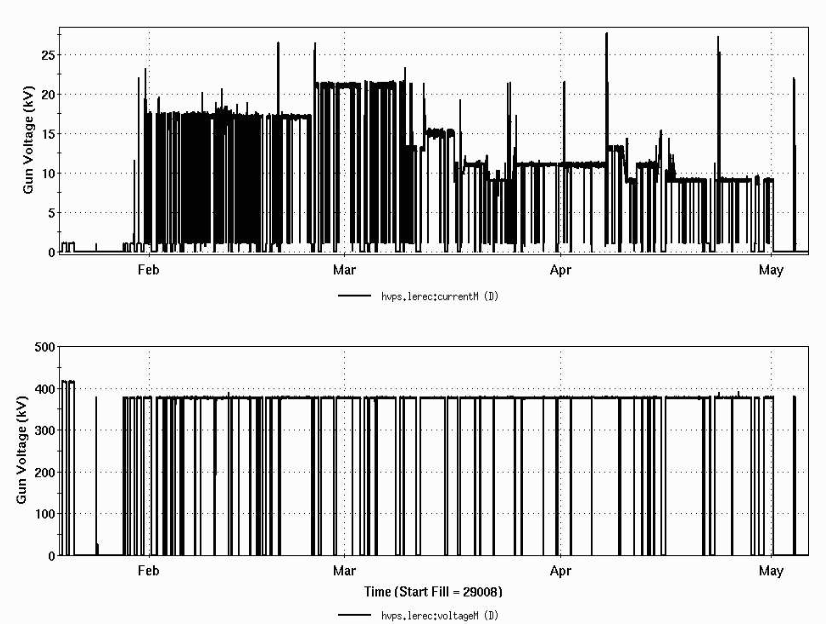 25
20
Gun Voltage (kV)
15
10
5
0
Feb Mar Apr May
hvps.lerec:currentM (D)
500
400
Gun Voltage (kV)
300
200
100
0
Feb Mar Apr May
Time (Start Fill = 29008)
hvps.lerec:voltageM (D)